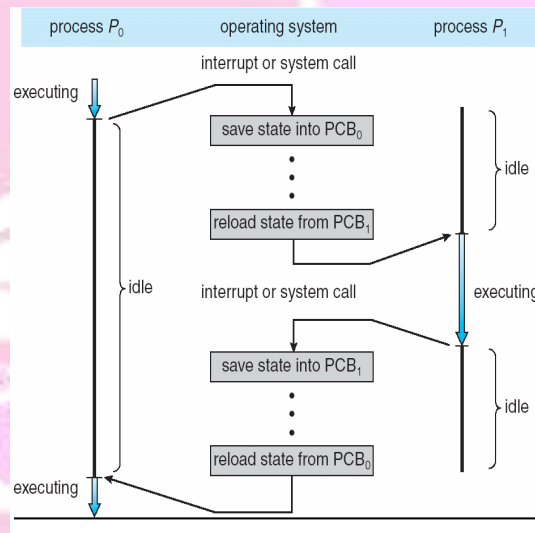 process P₀ operating system process P₁
interrupt or system call
executing
save state into PCB₀
idle
reload state from PCB₁
idle
interrupt or system call
executing
save state into PCB₁
idle
reload state from PCB₀
executing